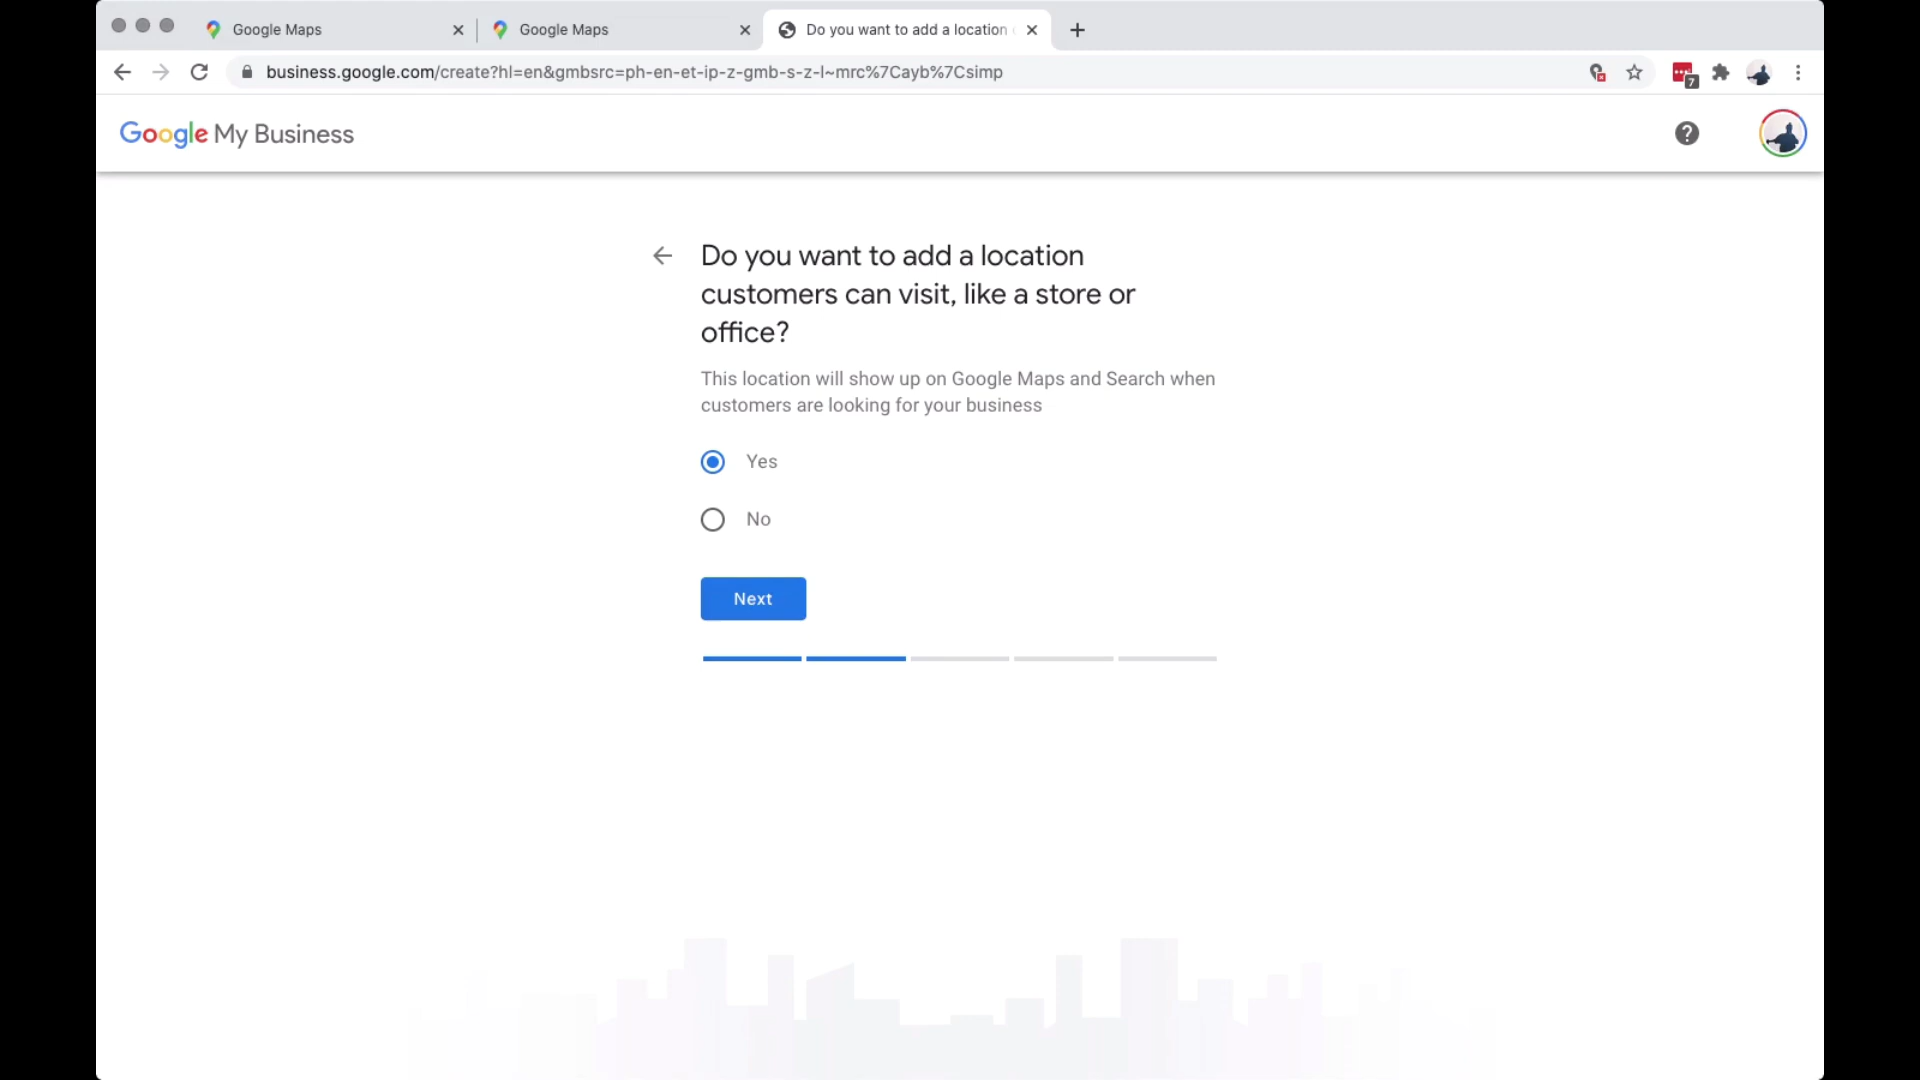 Google Maps
Google Maps
Do you want to add a location
business.google.com/create?hl=en&gmbsrc=ph-en-et-ip-z-gmb-s-z-l~mrc%7Cayb%7Csimp
7
Google My Business
Do you want to add a location
customers can visit, like a store or
office?
This location will show up on Google Maps and Search when
customers are looking for your business
Yes
No
Next